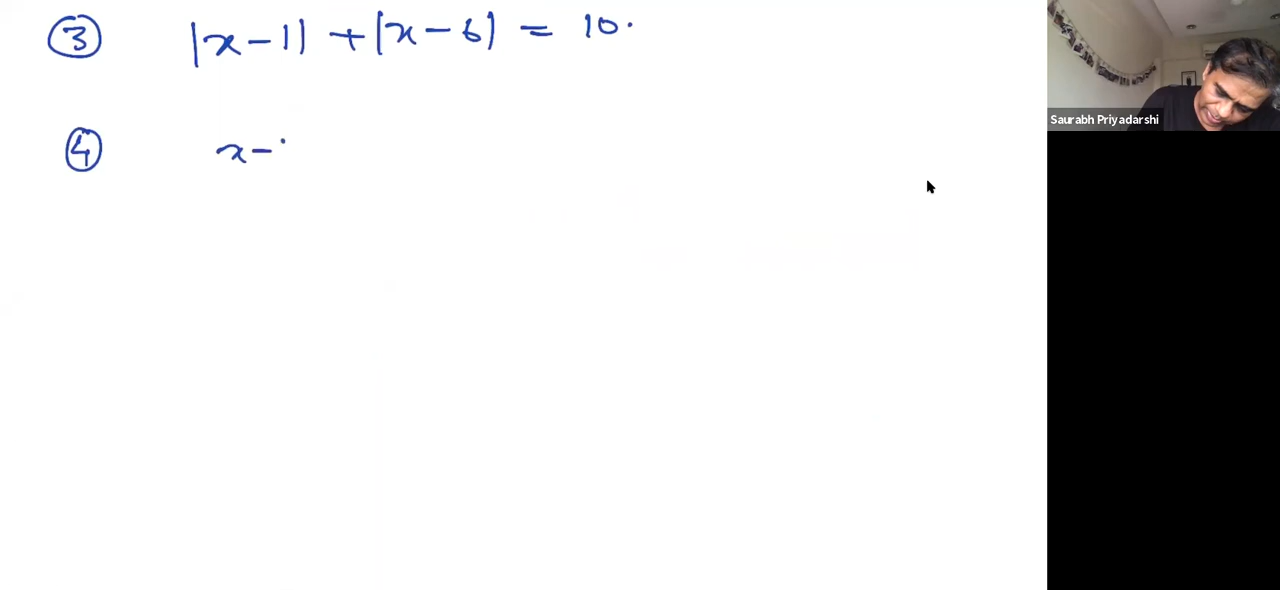 ③ |x-1| + |x-6| = 10.
Saurabh Priyadarshi
④ x-